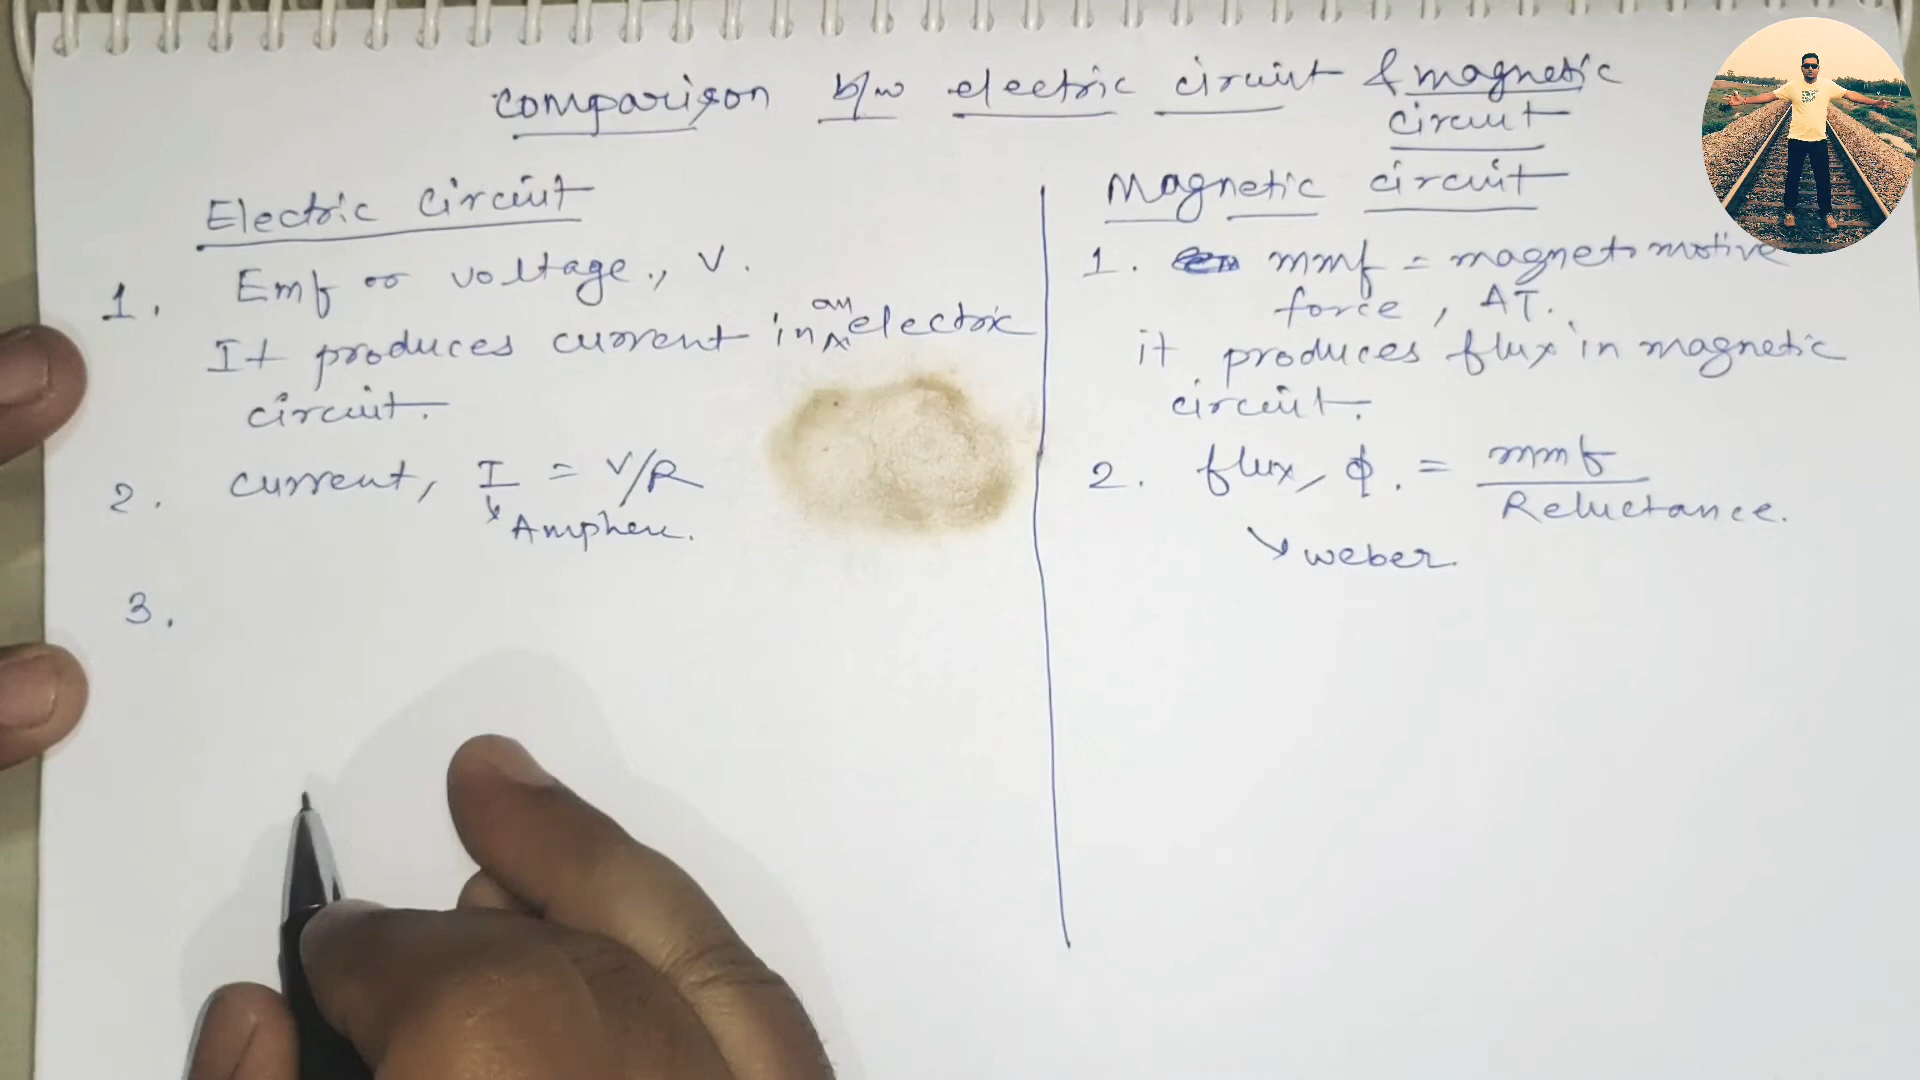 comparison b/w electric circuit & magnetic
circuit
Electric circuit
1. Emf or voltage, V.
It produces current in an electric
circuit.
2. current, I = V/R
Amphere.
3.
Magnetic circuit
1. mmf = magnetomotive
force, AT.
it produces flux in magnetic
circuit.
2. flux, ϕ. = mmf
Reluctance.
weber.